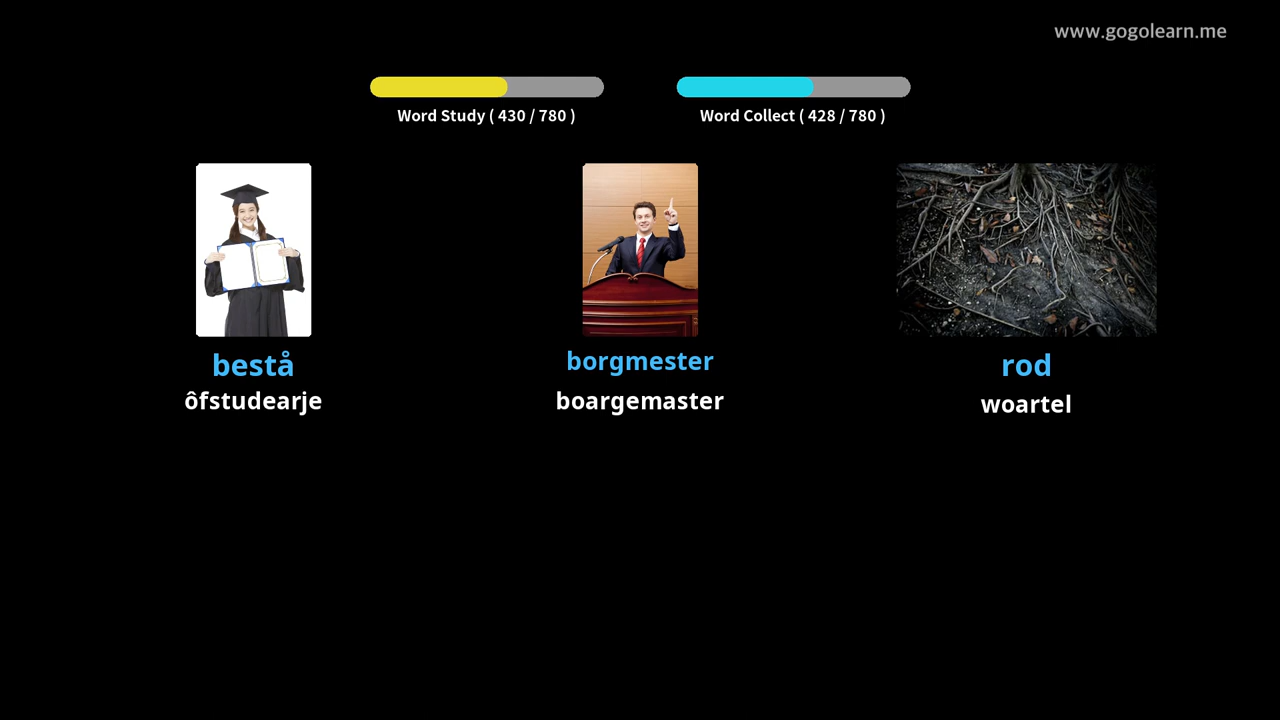 www.gogolearn.me
Word Study ( 430 / 780 )
Word Collect ( 428 / 780 )
bestå
ôfstudearje
borgmester
boargemaster
rod
woartel